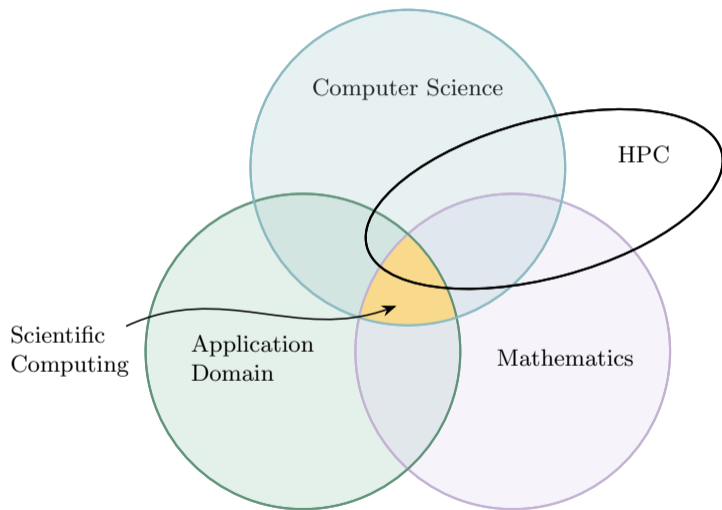 Computer Science
HPC
Scientific
Computing
Application
Domain
Mathematics